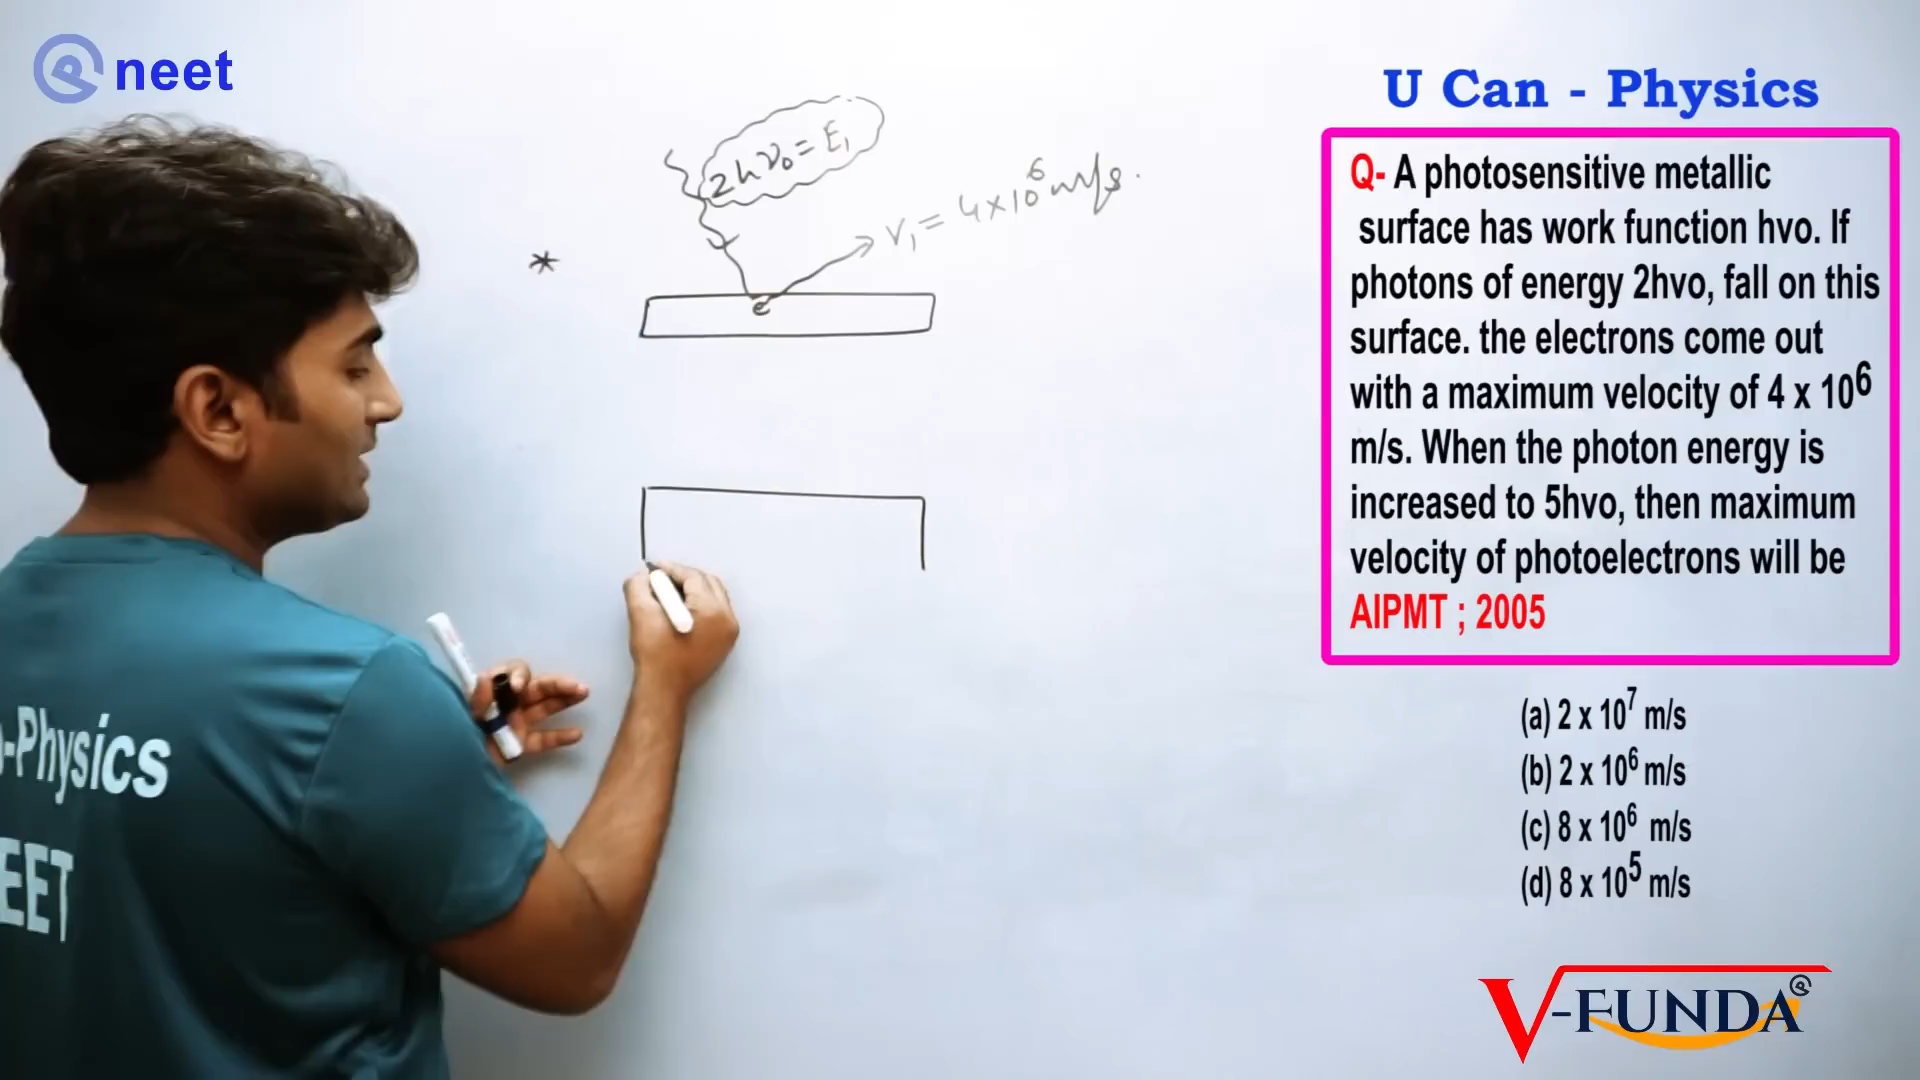 neet
2hν₀ = E₁
v₁ = 4×10⁶ m/s.
*
e
-Physics
EET
U Can - Physics
Q- A photosensitive metallic
surface has work function hvo. If
photons of energy 2hvo, fall on this
surface. the electrons come out
with a maximum velocity of 4 x 10⁶
m/s. When the photon energy is
increased to 5hvo, then maximum
velocity of photoelectrons will be
AIPMT ; 2005
(a) 2 x 10⁷ m/s
(b) 2 x 10⁶ m/s
(c) 8 x 10⁶ m/s
(d) 8 x 10⁵ m/s
V-FUNDA